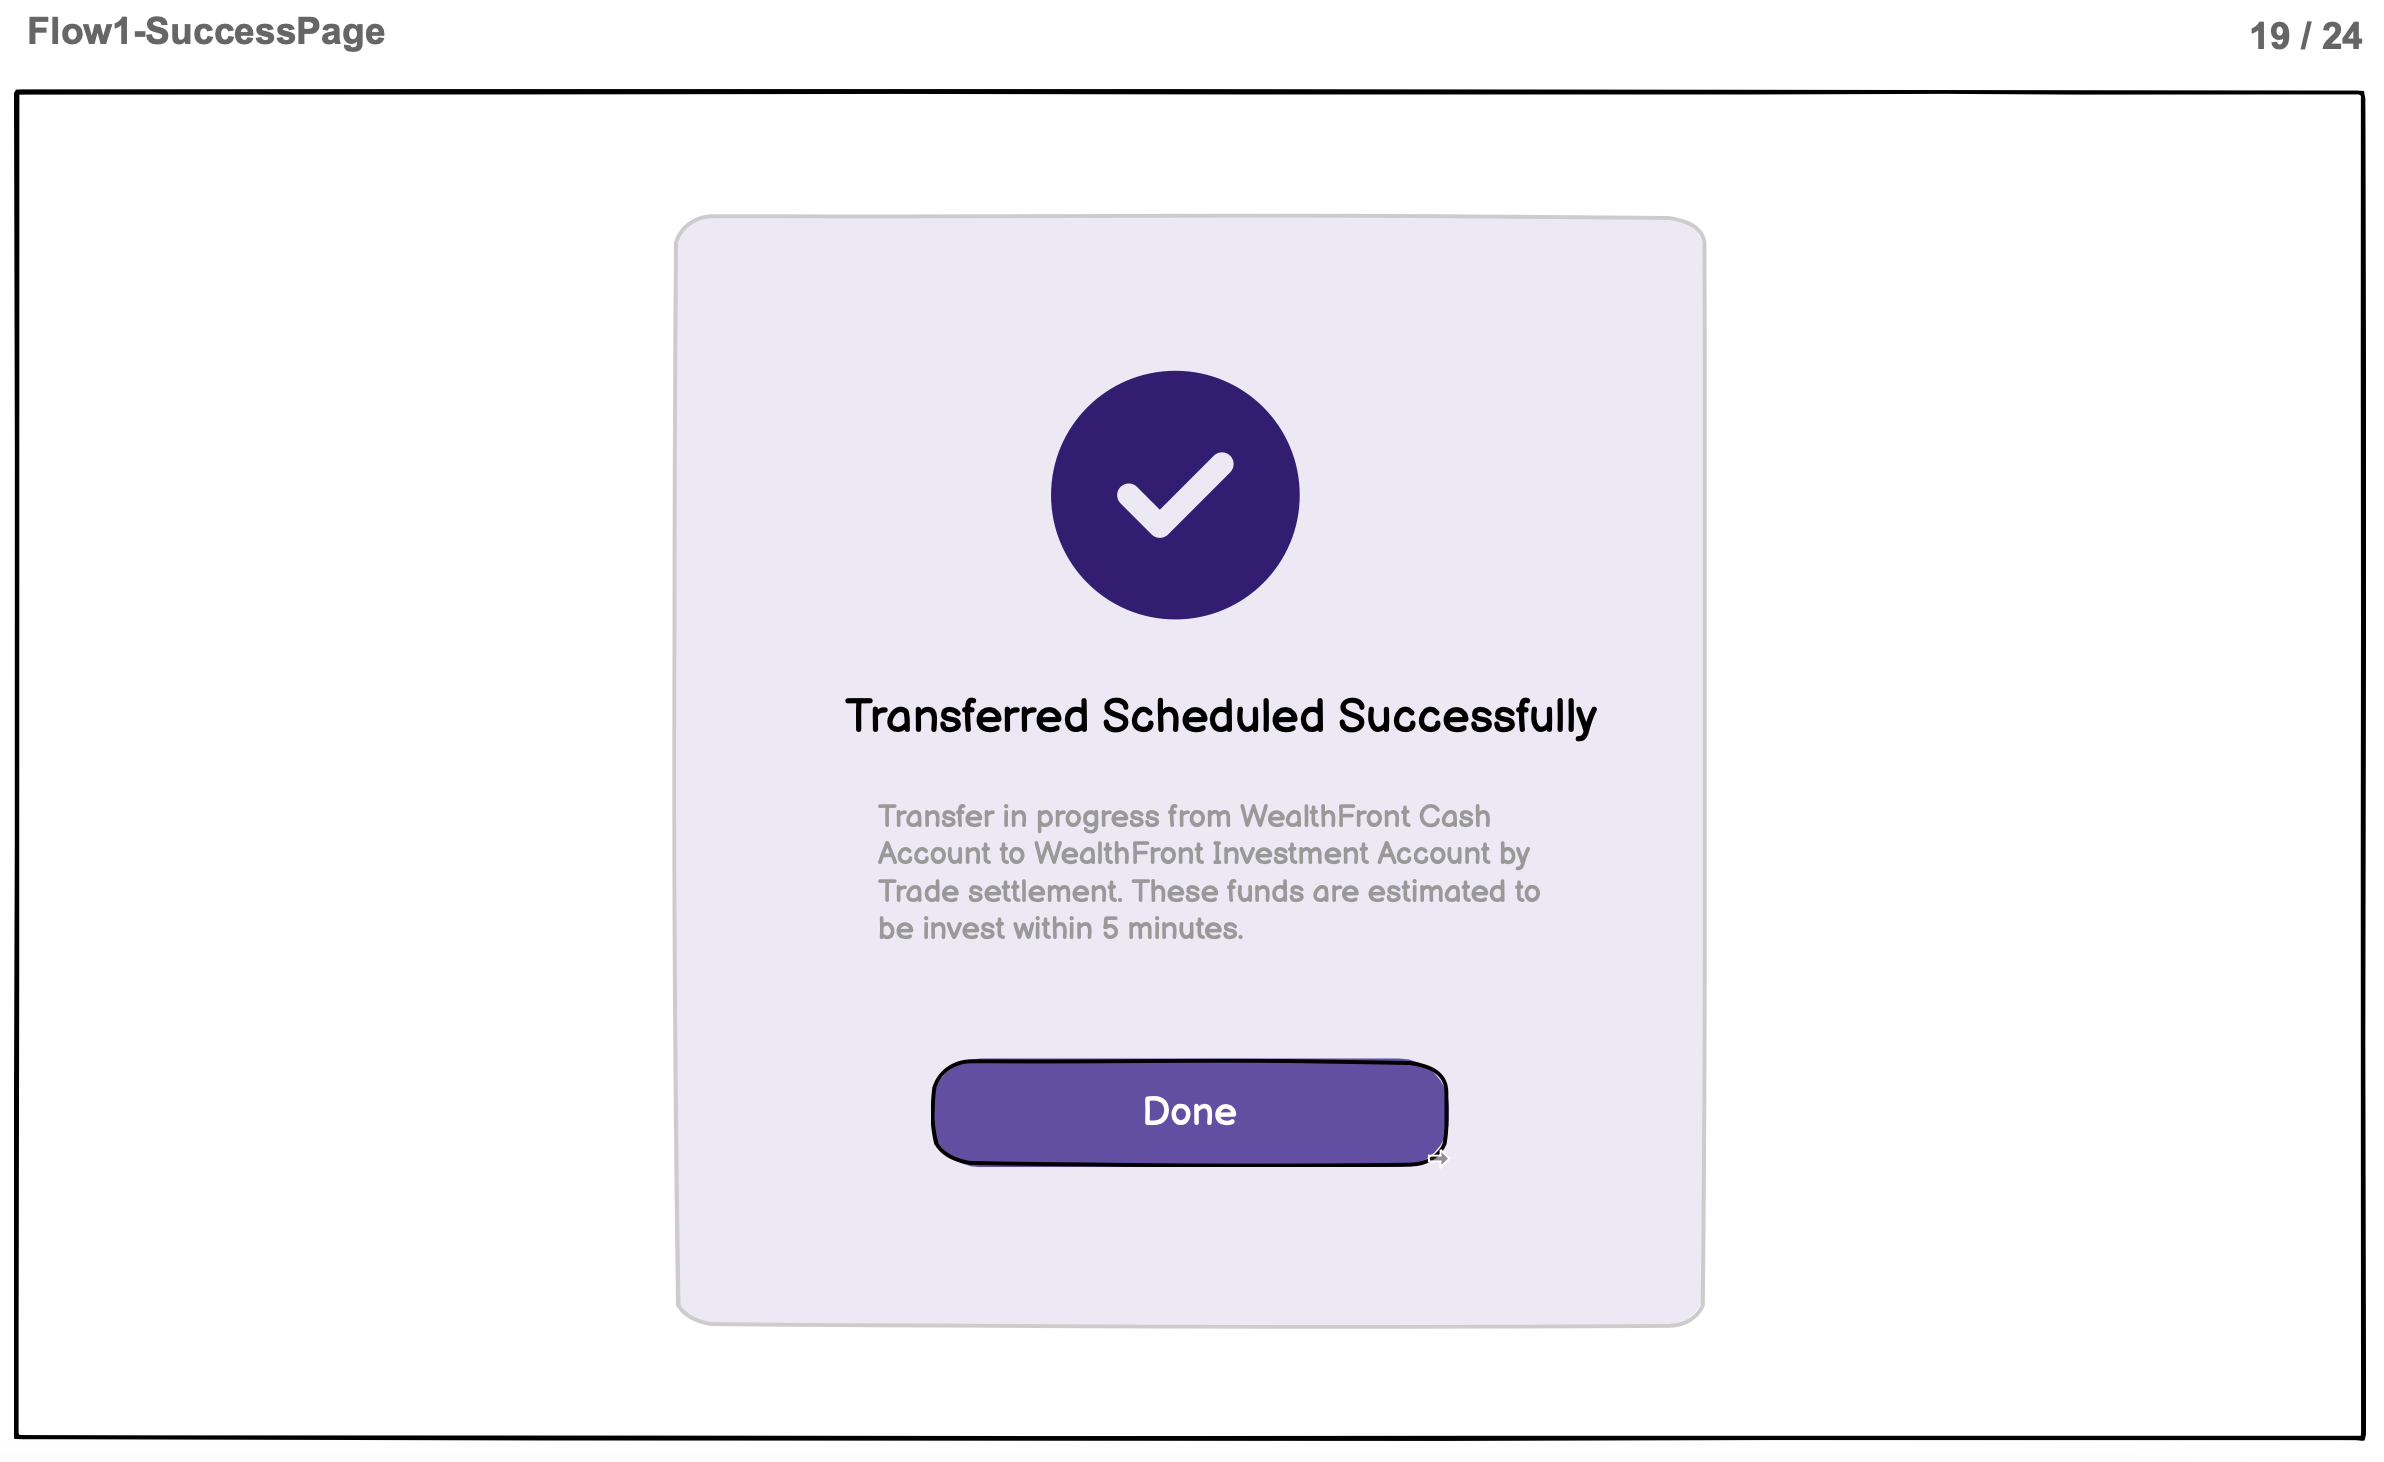 Flow1-SuccessPage
19 / 24
Transferred Scheduled Successfully
Transfer in progress from WealthFront Cash
Account to WealthFront Investment Account by
Trade settlement. These funds are estimated to
be invest within 5 minutes.
Done